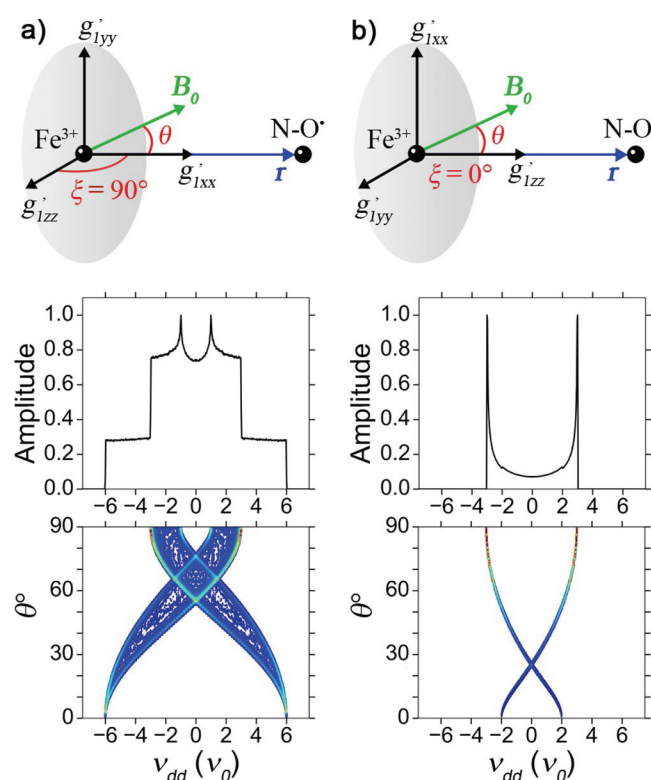 a)
g'1yy
B0
Fe3+
θ
N-O•
g'1xx
r
ξ = 90°
g'1zz
b)
g'1xx
B0
Fe3+
θ
N-O
g'1zz
r
ξ = 0°
g'1yy
Amplitude
1.0
0.8
0.6
0.4
0.2
0.0
−6 −4 −2 0 2 4 6
θ°
90
60
30
0
−6 −4 −2 0 2 4 6
νdd (ν0)
Amplitude
1.0
0.8
0.6
0.4
0.2
0.0
−6 −4 −2 0 2 4 6
θ°
90
60
30
0
−6 −4 −2 0 2 4 6
νdd (ν0)